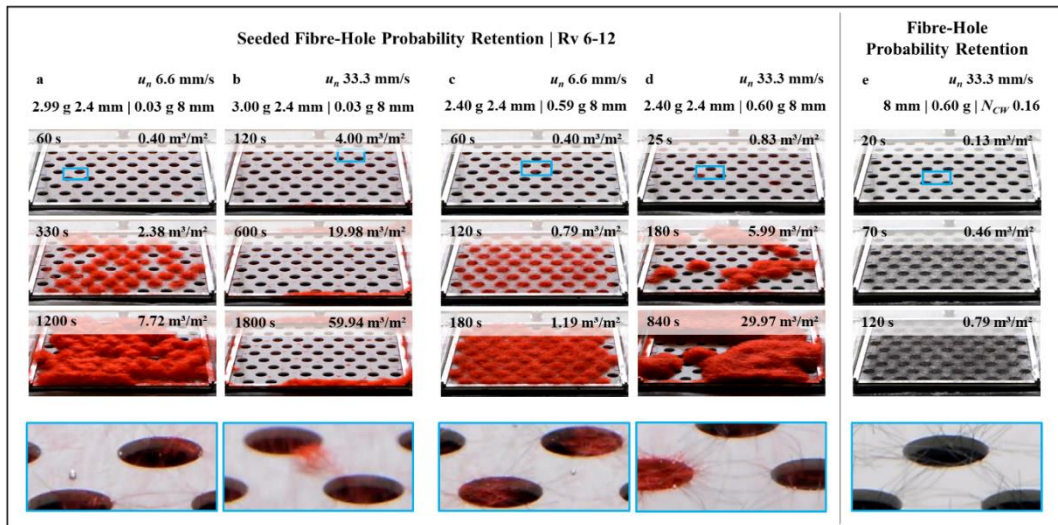 Seeded Fibre-Hole Probability Retention | Rv 6-12
Fibre-Hole
Probability Retention
a
uₙ 6.6 mm/s
2.99 g 2.4 mm | 0.03 g 8 mm
60 s
0.40 m³/m²
330 s
2.38 m³/m²
1200 s
7.72 m³/m²
b
uₙ 33.3 mm/s
3.00 g 2.4 mm | 0.03 g 8 mm
120 s
4.00 m³/m²
600 s
19.98 m³/m²
1800 s
59.94 m³/m²
c
uₙ 6.6 mm/s
2.40 g 2.4 mm | 0.59 g 8 mm
60 s
0.40 m³/m²
120 s
0.79 m³/m²
180 s
1.19 m³/m²
d
uₙ 33.3 mm/s
2.40 g 2.4 mm | 0.60 g 8 mm
25 s
0.83 m³/m²
180 s
5.99 m³/m²
840 s
29.97 m³/m²
e
uₙ 33.3 mm/s
8 mm | 0.60 g | N_CW 0.16
20 s
0.13 m³/m²
70 s
0.46 m³/m²
120 s
0.79 m³/m²